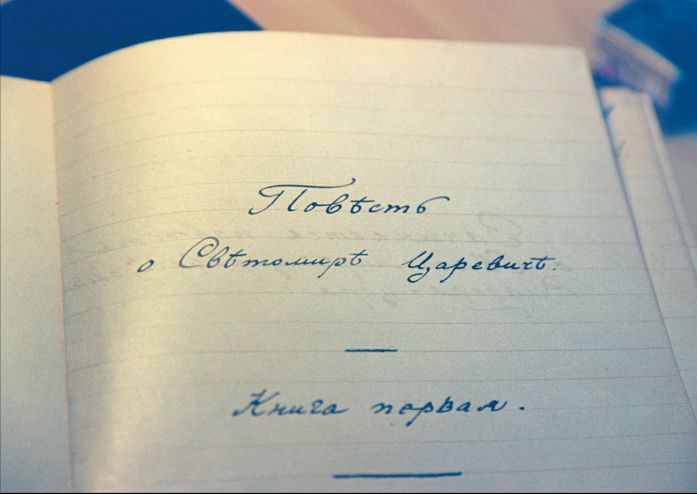 Повѣсть
о Свѣтомирѣ Царевичѣ.
Книга первая.